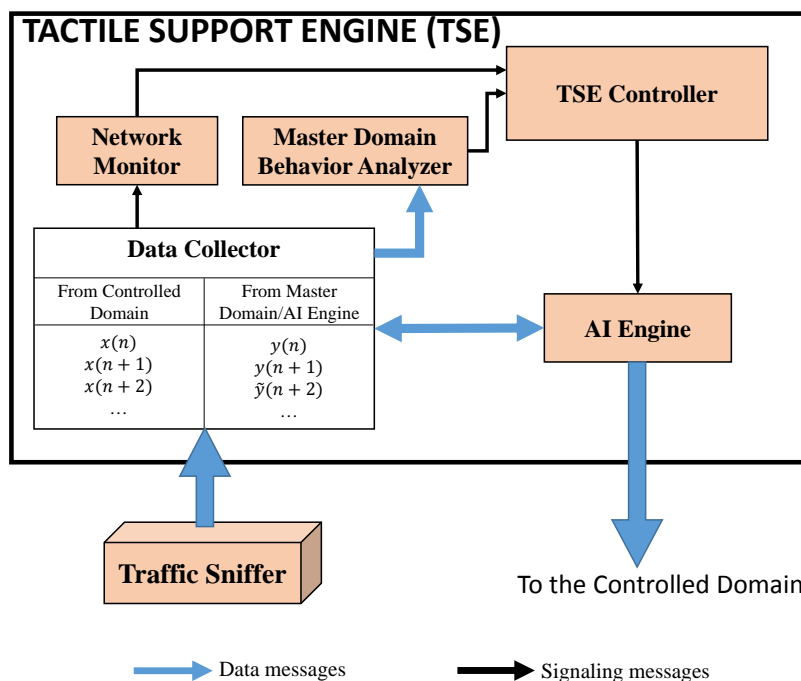 TACTILE SUPPORT ENGINE (TSE)
TSE Controller
Network
Monitor
Master Domain
Behavior Analyzer
Data Collector
From Controlled
Domain
From Master
Domain/AI Engine
x(n)
x(n + 1)
x(n + 2)
…
y(n)
y(n + 1)
ỹ(n + 2)
…
AI Engine
Traffic Sniffer
To the Controlled Domain
Data messages
Signaling messages